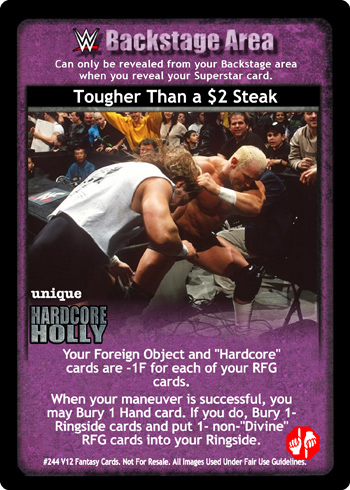 W Backstage Area
Can only be revealed from your Backstage area
when you reveal your Superstar card.
Tougher Than a $2 Steak
unique
HARDCORE
HOLLY
Your Foreign Object and "Hardcore"
cards are -1F for each of your RFG
cards.
When your maneuver is successful, you
may Bury 1 Hand card. If you do, Bury 1-
Ringside cards and put 1- non-"Divine"
RFG cards into your Ringside.
#244 V12 Fantasy Cards. Not For Resale. All Images Used Under Fair Use Guidelines.